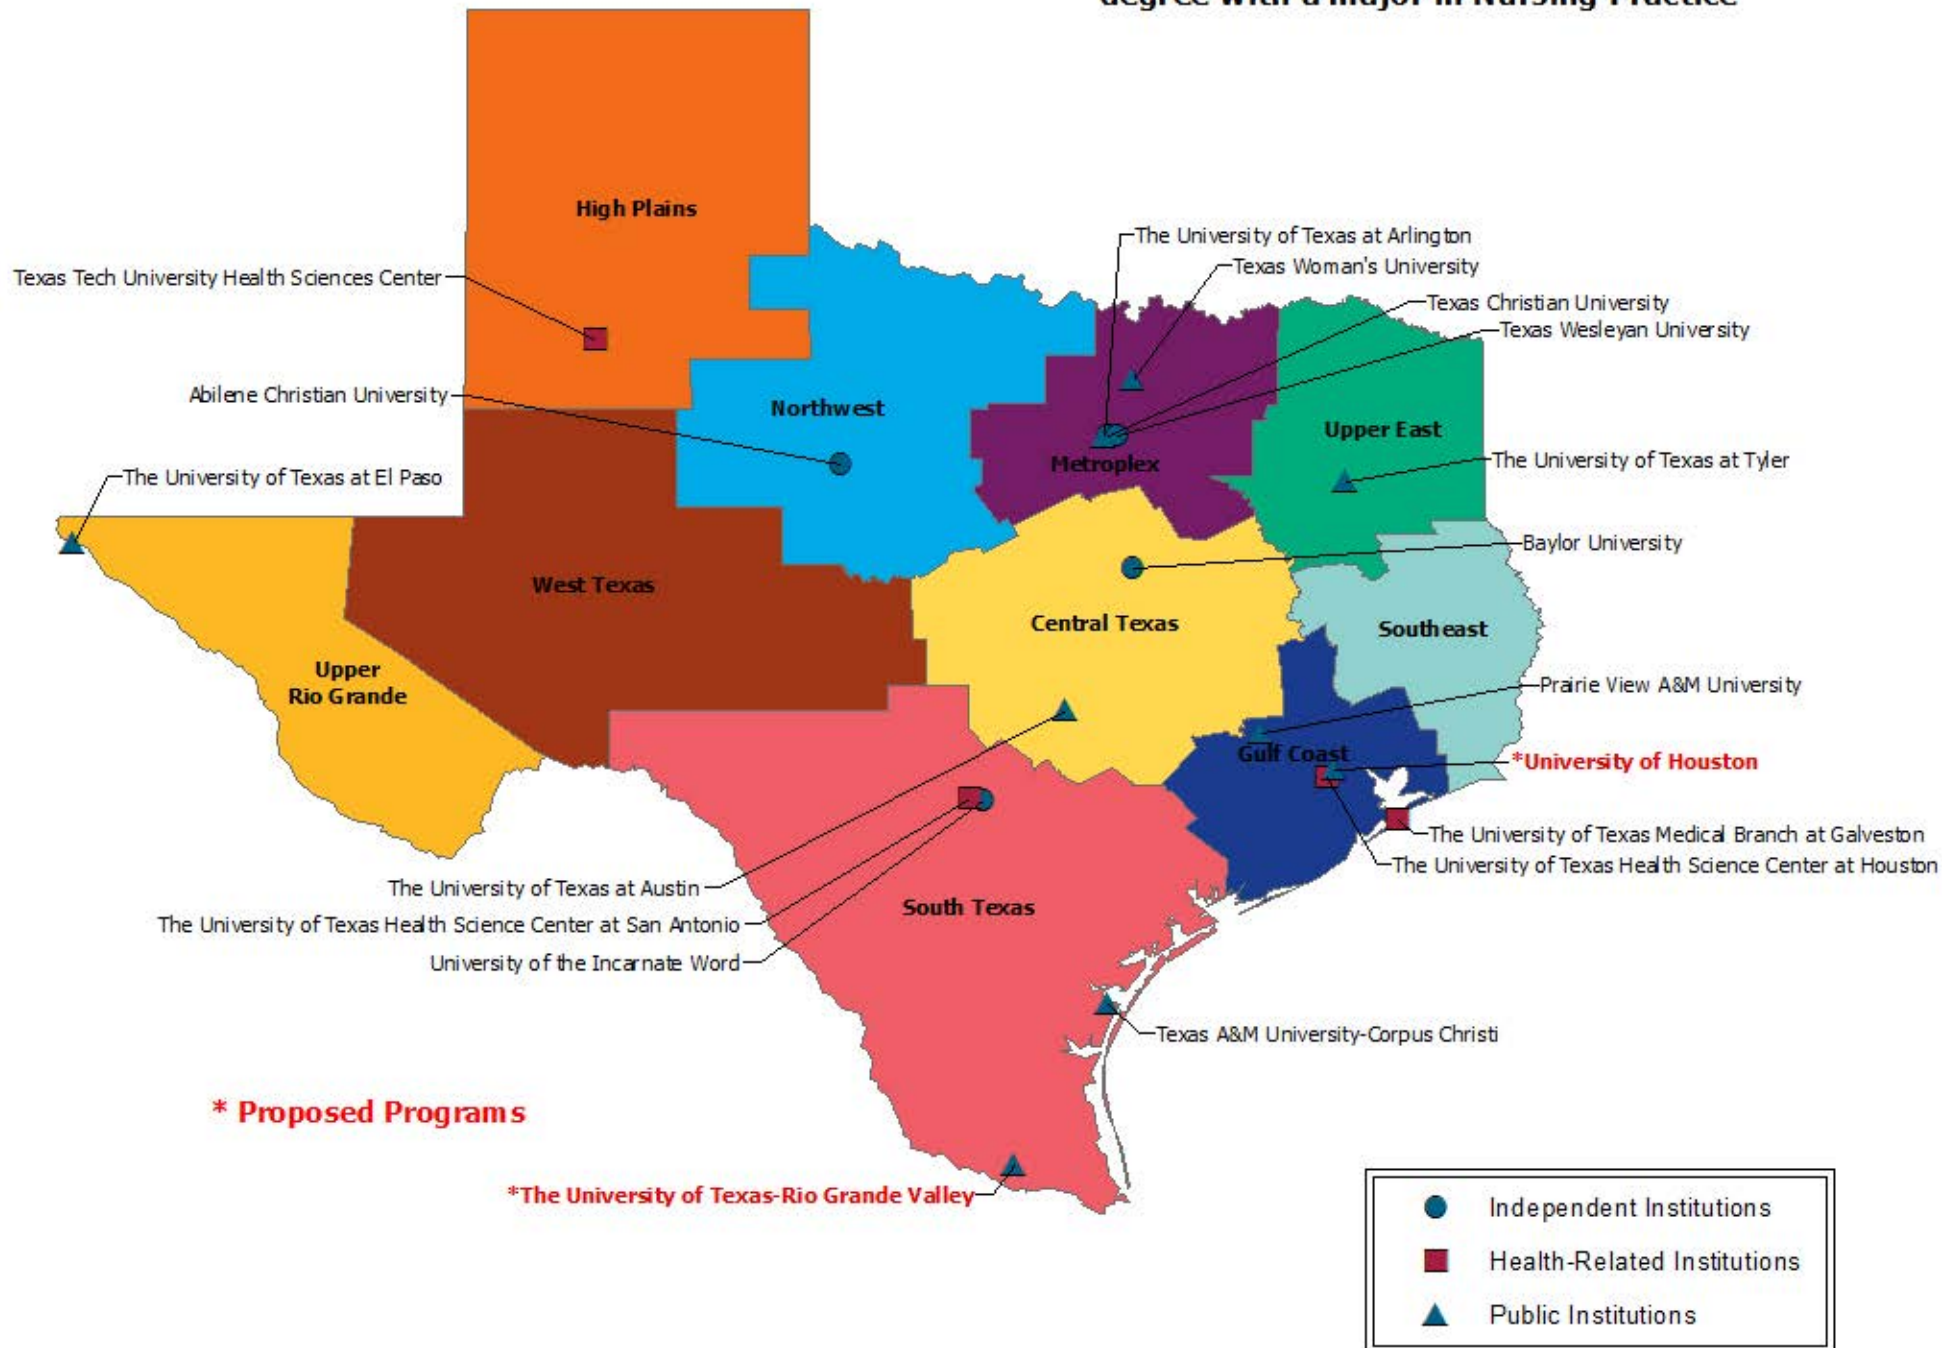 degree with a major in Nursing Practice
High Plains
The University of Texas at Arlington
Texas Woman's University
Texas Tech University Health Sciences Center
Texas Christian University
Texas Wesleyan University
Abilene Christian University
Northwest
Upper East
Metroplex
The University of Texas at Tyler
The University of Texas at El Paso
Baylor University
West Texas
Central Texas
Southeast
Upper
Rio Grande
Prairie View A&M University
Gulf Coast
*University of Houston
The University of Texas Medical Branch at Galveston
The University of Texas Health Science Center at Houston
The University of Texas at Austin
South Texas
The University of Texas Health Science Center at San Antonio
University of the Incarnate Word
Texas A&M University-Corpus Christi
* Proposed Programs
*The University of Texas-Rio Grande Valley
Independent Institutions
Health-Related Institutions
Public Institutions